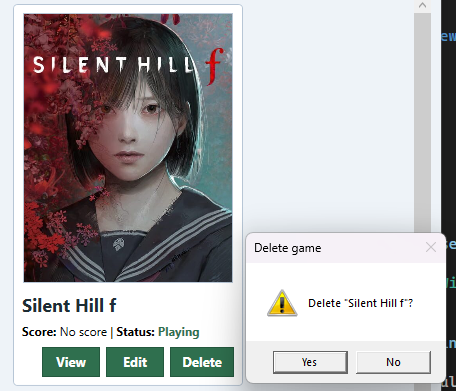 SILENT HILL f
Silent Hill f
Score: No score | Status: Playing
View Edit Delete
Delete game
Delete "Silent Hill f"?
Yes No